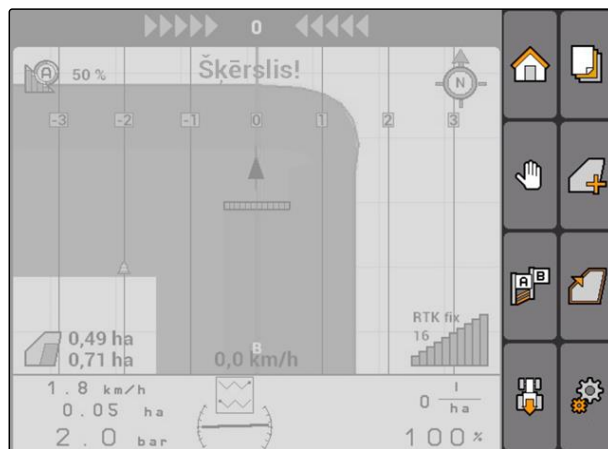 0
50 %
Šķērslis!
N
-3 -2 -1 0 1 2 3
A B
RTK fix
16
0,49 ha
0,71 ha
B
0,0 km/h
1.8 km/h
0.05 ha
2.0 bar
0 l/ha
100 %